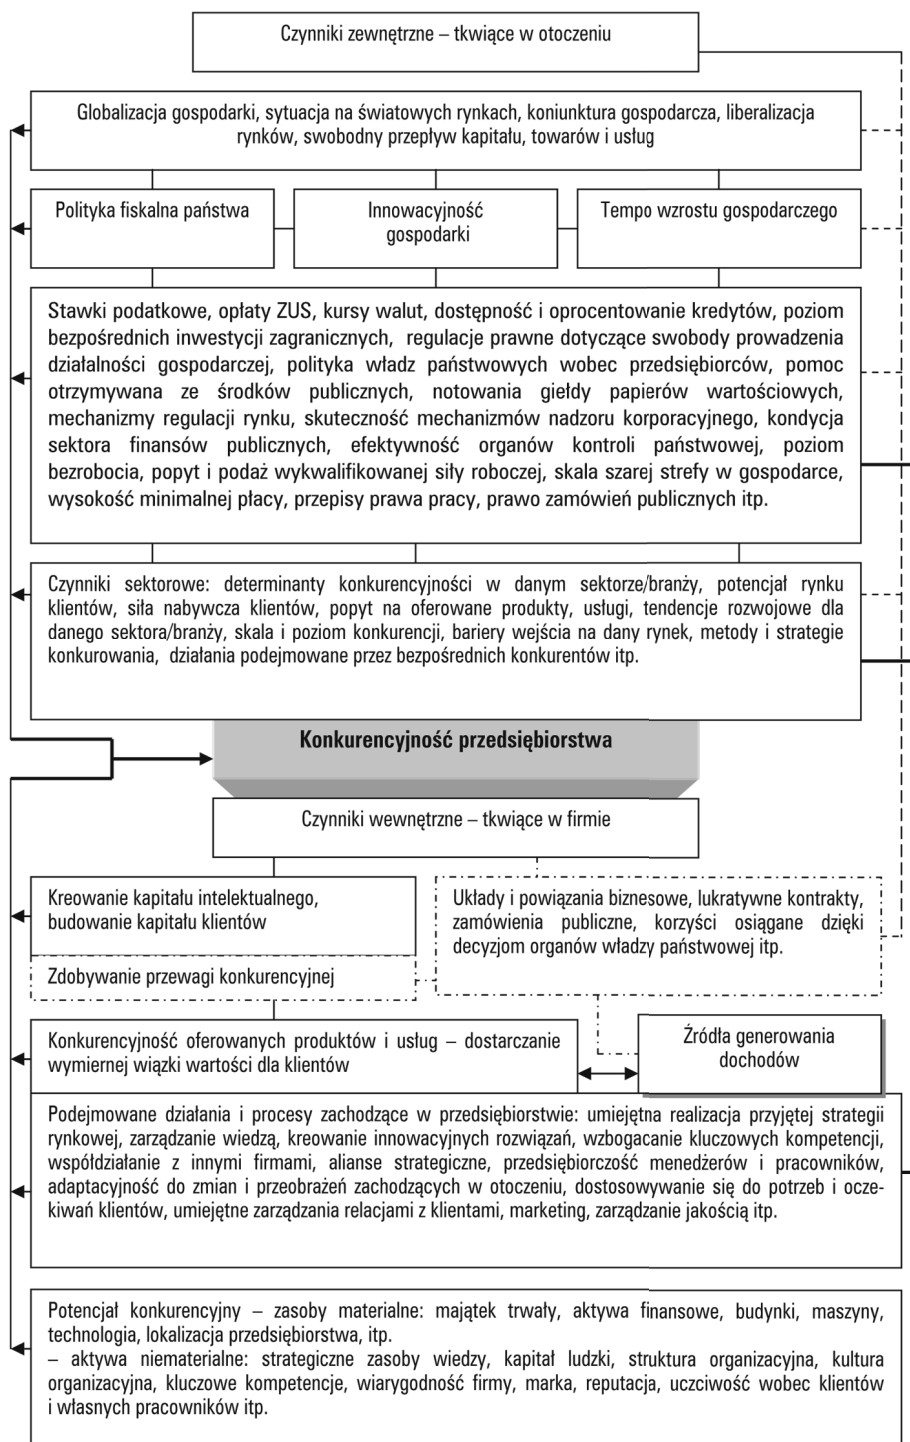 Czynniki zewnętrzne – tkwiące w otoczeniu
Globalizacja gospodarki, sytuacja na światowych rynkach, koniunktura gospodarcza, liberalizacja
rynków, swobodny przepływ kapitału, towarów i usług
Polityka fiskalna państwa
Innowacyjność
gospodarki
Tempo wzrostu gospodarczego
Stawki podatkowe, opłaty ZUS, kursy walut, dostępność i oprocentowanie kredytów, poziom
bezpośrednich inwestycji zagranicznych, regulacje prawne dotyczące swobody prowadzenia
działalności gospodarczej, polityka władz państwowych wobec przedsiębiorców, pomoc
otrzymywana ze środków publicznych, notowania giełdy papierów wartościowych,
mechanizmy regulacji rynku, skuteczność mechanizmów nadzoru korporacyjnego, kondycja
sektora finansów publicznych, efektywność organów kontroli państwowej, poziom
bezrobocia, popyt i podaż wykwalifikowanej siły roboczej, skala szarej strefy w gospodarce,
wysokość minimalnej płacy, przepisy prawa pracy, prawo zamówień publicznych itp.
Czynniki sektorowe: determinanty konkurencyjności w danym sektorze/branży, potencjał rynku
klientów, siła nabywcza klientów, popyt na oferowane produkty, usługi, tendencje rozwojowe dla
danego sektora/branży, skala i poziom konkurencji, bariery wejścia na dany rynek, metody i strategie
konkurowania, działania podejmowane przez bezpośrednich konkurentów itp.
Konkurencyjność przedsiębiorstwa
Czynniki wewnętrzne – tkwiące w firmie
Kreowanie kapitału intelektualnego,
budowanie kapitału klientów
Zdobywanie przewagi konkurencyjnej
Układy i powiązania biznesowe, lukratywne kontrakty,
zamówienia publiczne, korzyści osiągane dzięki
decyzjom organów władzy państwowej itp.
Konkurencyjność oferowanych produktów i usług – dostarczanie
wymiernej wiązki wartości dla klientów
Źródła generowania
dochodów
Podejmowane działania i procesy zachodzące w przedsiębiorstwie: umiejętna realizacja przyjętej strategii
rynkowej, zarządzanie wiedzą, kreowanie innowacyjnych rozwiązań, wzbogacanie kluczowych kompetencji,
współdziałanie z innymi firmami, alianse strategiczne, przedsiębiorczość menedżerów i pracowników,
adaptacyjność do zmian i przeobrażeń zachodzących w otoczeniu, dostosowywanie się do potrzeb i ocze-
kiwań klientów, umiejętne zarządzania relacjami z klientami, marketing, zarządzanie jakością itp.
Potencjał konkurencyjny – zasoby materialne: majątek trwały, aktywa finansowe, budynki, maszyny,
technologia, lokalizacja przedsiębiorstwa, itp.
– aktywa niematerialne: strategiczne zasoby wiedzy, kapitał ludzki, struktura organizacyjna, kultura
organizacyjna, kluczowe kompetencje, wiarygodność firmy, marka, reputacja, uczciwość wobec klientów
i własnych pracowników itp.